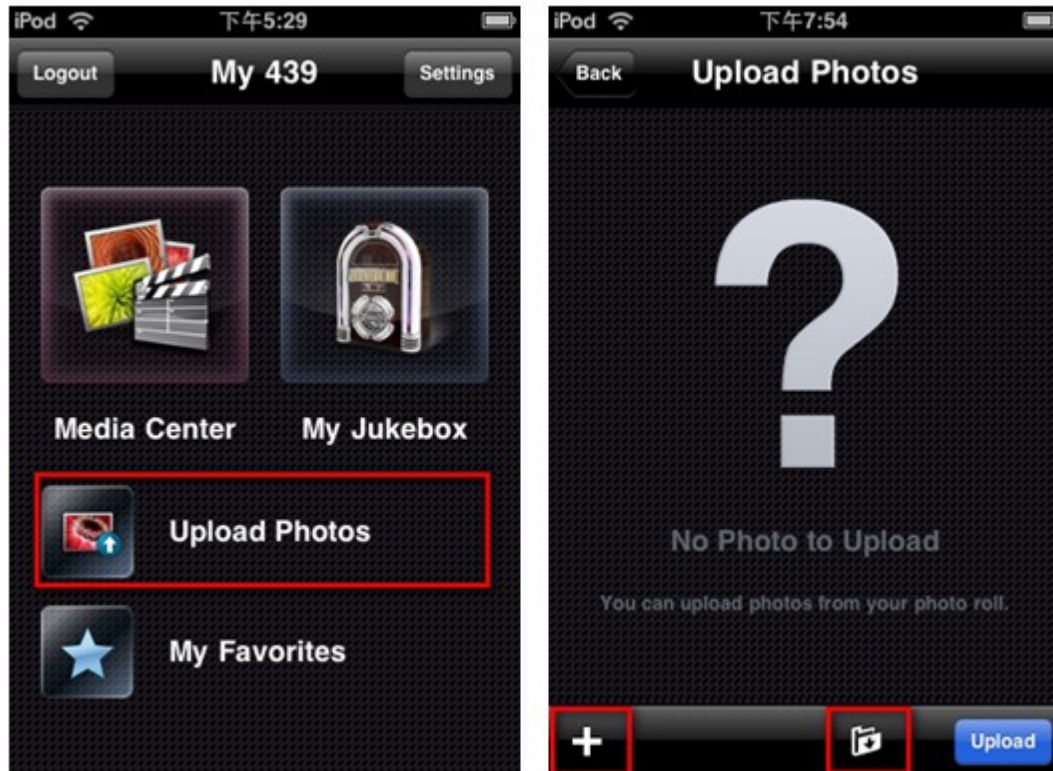 iPod 下午5:29
Logout My 439 Settings
Media Center My Jukebox
Upload Photos
My Favorites
iPod 下午7:54
Back Upload Photos
?
No Photo to Upload
You can upload photos from your photo roll.
+ Upload